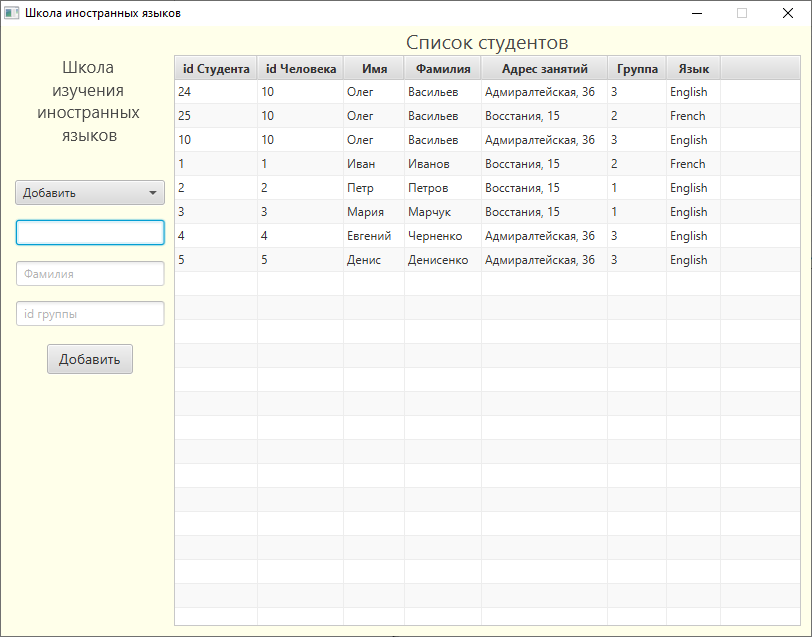 Школа иностранных языков
Список студентов
Школа
изучения
иностранных
языков
Добавить
Фамилия
id группы
Добавить
id Студента id Человека Имя Фамилия Адрес занятий Группа Язык
24 10 Олег Васильев Адмиралтейская, 36 3 English
25 10 Олег Васильев Восстания, 15 2 French
10 10 Олег Васильев Адмиралтейская, 36 3 English
1 1 Иван Иванов Восстания, 15 2 French
2 2 Петр Петров Восстания, 15 1 English
3 3 Мария Марчук Восстания, 15 1 English
4 4 Евгений Черненко Адмиралтейская, 36 3 English
5 5 Денис Денисенко Адмиралтейская, 36 3 English